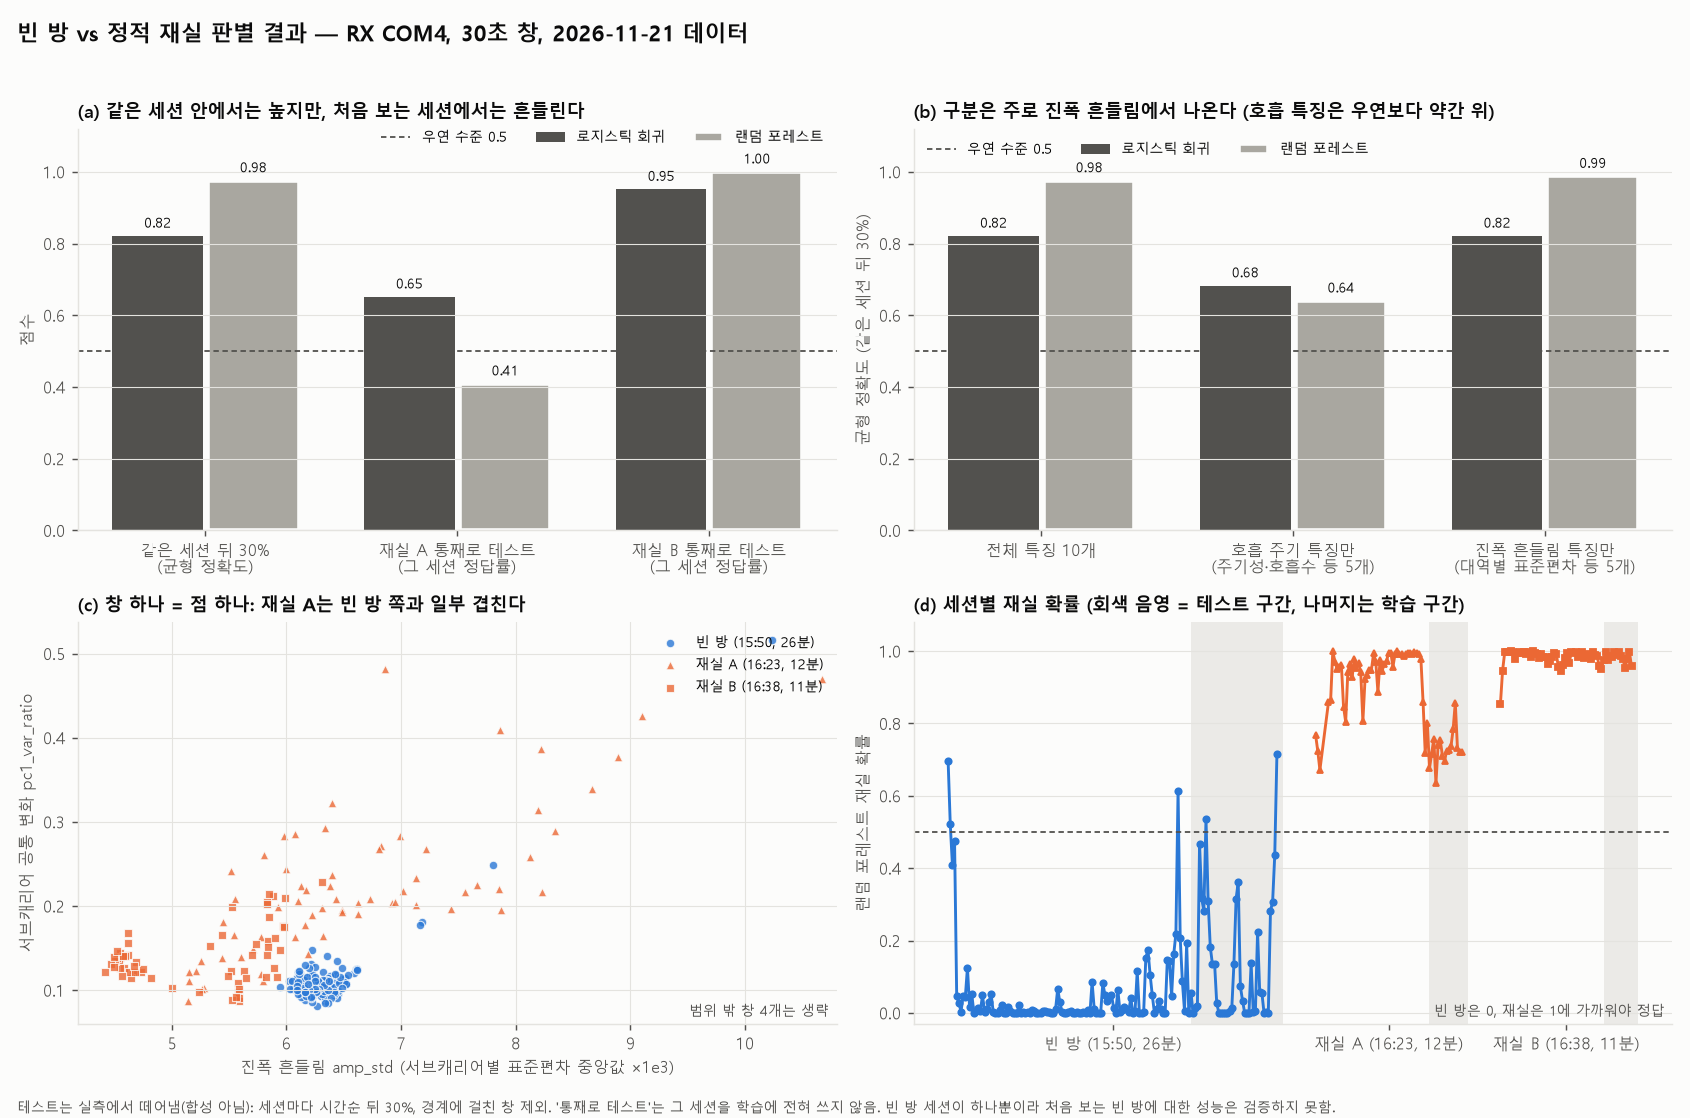 빈 방 vs 정적 재실 판별 결과 — RX COM4, 30초 창, 2026-11-21 데이터
(a) 같은 세션 안에서는 높지만, 처음 보는 세션에서는 흔들린다
우연 수준 0.5 로지스틱 회귀 랜덤 포레스트
점수
1.0
0.8
0.6
0.4
0.2
0.0
0.82
0.98
0.65
0.41
0.95
1.00
같은 세션 뒤 30%
(균형 정확도)
재실 A 통째로 테스트
(그 세션 정답률)
재실 B 통째로 테스트
(그 세션 정답률)
(b) 구분은 주로 진폭 흔들림에서 나온다 (호흡 특징은 우연보다 약간 위)
우연 수준 0.5 로지스틱 회귀 랜덤 포레스트
균형 정확도 (같은 세션 뒤 30%)
1.0
0.8
0.6
0.4
0.2
0.0
0.82
0.98
0.68
0.64
0.82
0.99
전체 특징 10개
호흡 주기 특징만
(주기성·호흡수 등 5개)
진폭 흔들림 특징만
(대역별 표준편차 등 5개)
(c) 창 하나 = 점 하나: 재실 A는 빈 방 쪽과 일부 겹친다
빈 방 (15:50, 26분)
재실 A (16:23, 12분)
재실 B (16:38, 11분)
서브캐리어 공통 변화 pc1_var_ratio
0.5
0.4
0.3
0.2
0.1
범위 밖 창 4개는 생략
5 6 7 8 9 10
진폭 흔들림 amp_std (서브캐리어별 표준편차 중앙값 ×1e3)
(d) 세션별 재실 확률 (회색 음영 = 테스트 구간, 나머지는 학습 구간)
랜덤 포레스트 재실 확률
1.0
0.8
0.6
0.4
0.2
0.0
빈 방은 0, 재실은 1에 가까워야 정답
빈 방 (15:50, 26분) 재실 A (16:23, 12분) 재실 B (16:38, 11분)
테스트는 실측에서 떼어냄(합성 아님): 세션마다 시간순 뒤 30%, 경계에 걸친 창 제외. '통째로 테스트'는 그 세션을 학습에 전혀 쓰지 않음. 빈 방 세션이 하나뿐이라 처음 보는 빈 방에 대한 성능은 검증하지 못함.